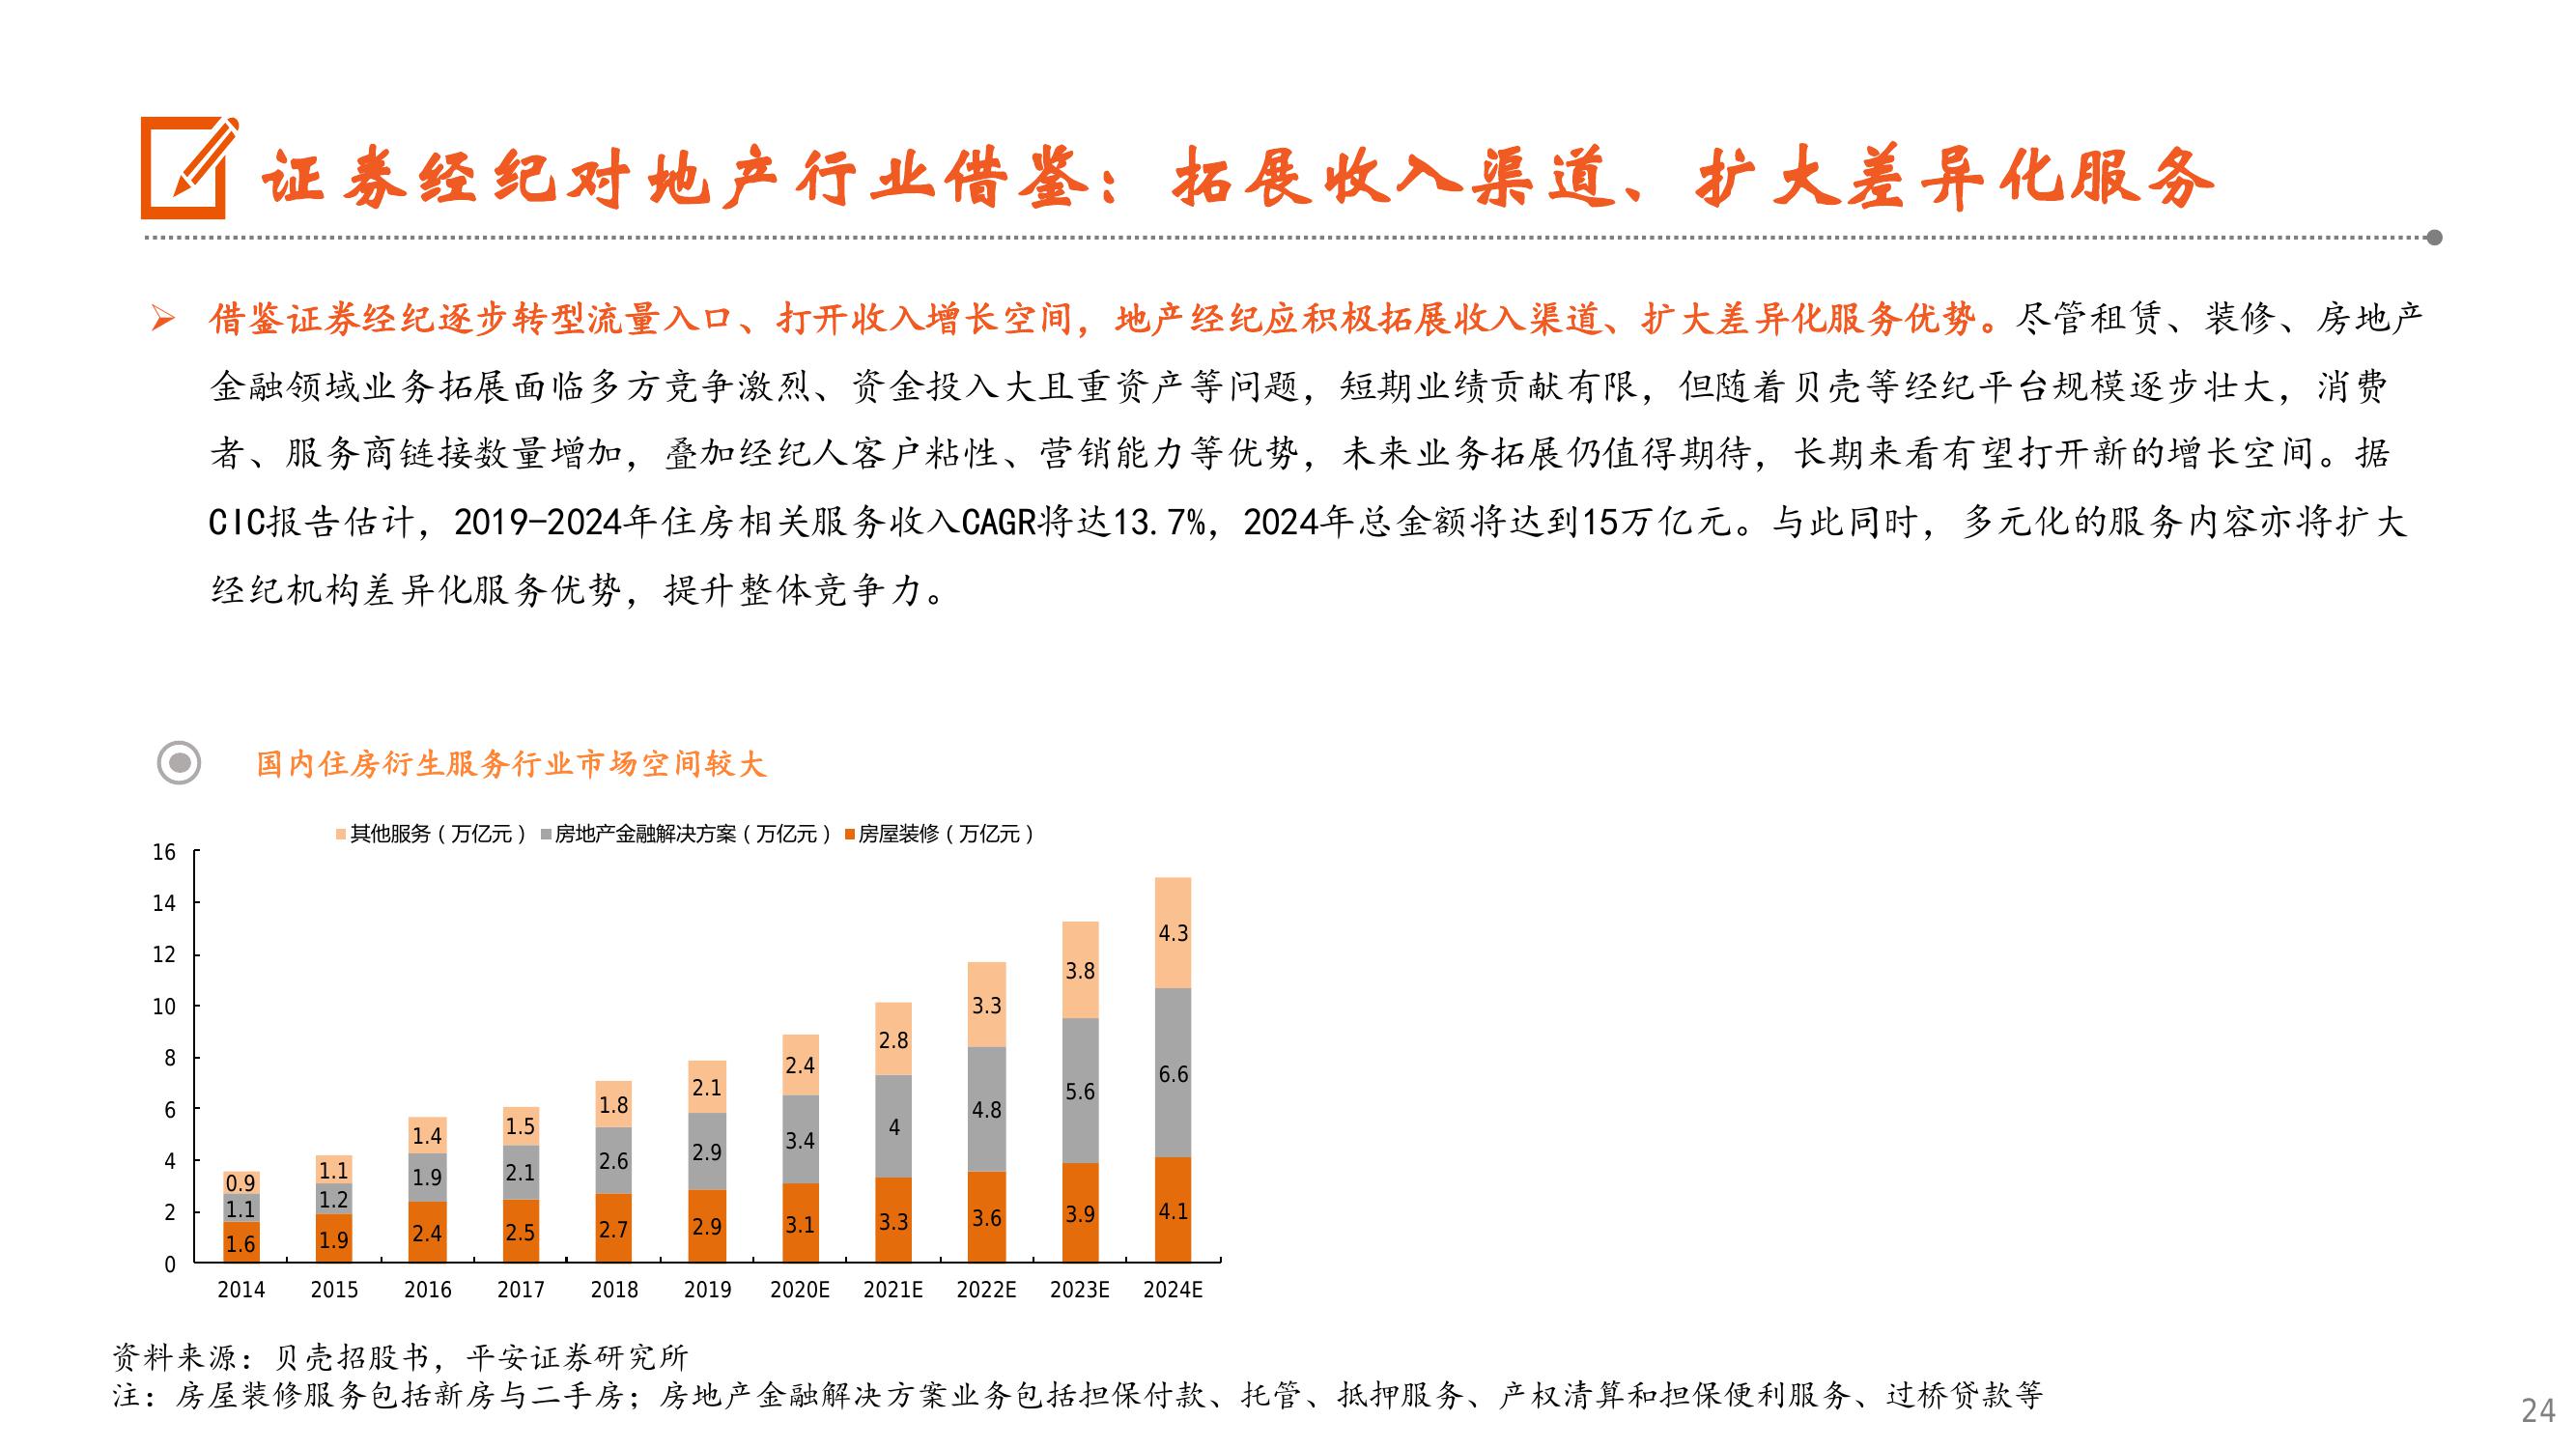 证券经纪对地产行业借鉴：拓展收入渠道、扩大差异化服务
➢ 借鉴证券经纪逐步转型流量入口、打开收入增长空间，地产经纪应积极拓展收入渠道、扩大差异化服务优势。尽管租赁、装修、房地产
金融领域业务拓展面临多方竞争激烈、资金投入大且重资产等问题，短期业绩贡献有限，但随着贝壳等经纪平台规模逐步壮大，消费
者、服务商链接数量增加，叠加经纪人客户粘性、营销能力等优势，未来业务拓展仍值得期待，长期来看有望打开新的增长空间。据
CIC报告估计，2019-2024年住房相关服务收入CAGR将达13.7%，2024年总金额将达到15万亿元。与此同时，多元化的服务内容亦将扩大
经纪机构差异化服务优势，提升整体竞争力。
国内住房衍生服务行业市场空间较大
其他服务（万亿元） 房地产金融解决方案（万亿元） 房屋装修（万亿元）
16
14
12
10
8
6
4
2
0
0.9 1.1 1.4 1.5 1.8 2.1 2.4 2.8 3.3 3.8 4.3
1.1 1.2 1.9 2.1 2.6 2.9 3.4 4 4.8 5.6 6.6
1.6 1.9 2.4 2.5 2.7 2.9 3.1 3.3 3.6 3.9 4.1
2014 2015 2016 2017 2018 2019 2020E 2021E 2022E 2023E 2024E
资料来源：贝壳招股书，平安证券研究所
注：房屋装修服务包括新房与二手房；房地产金融解决方案业务包括担保付款、托管、抵押服务、产权清算和担保便利服务、过桥贷款等
24